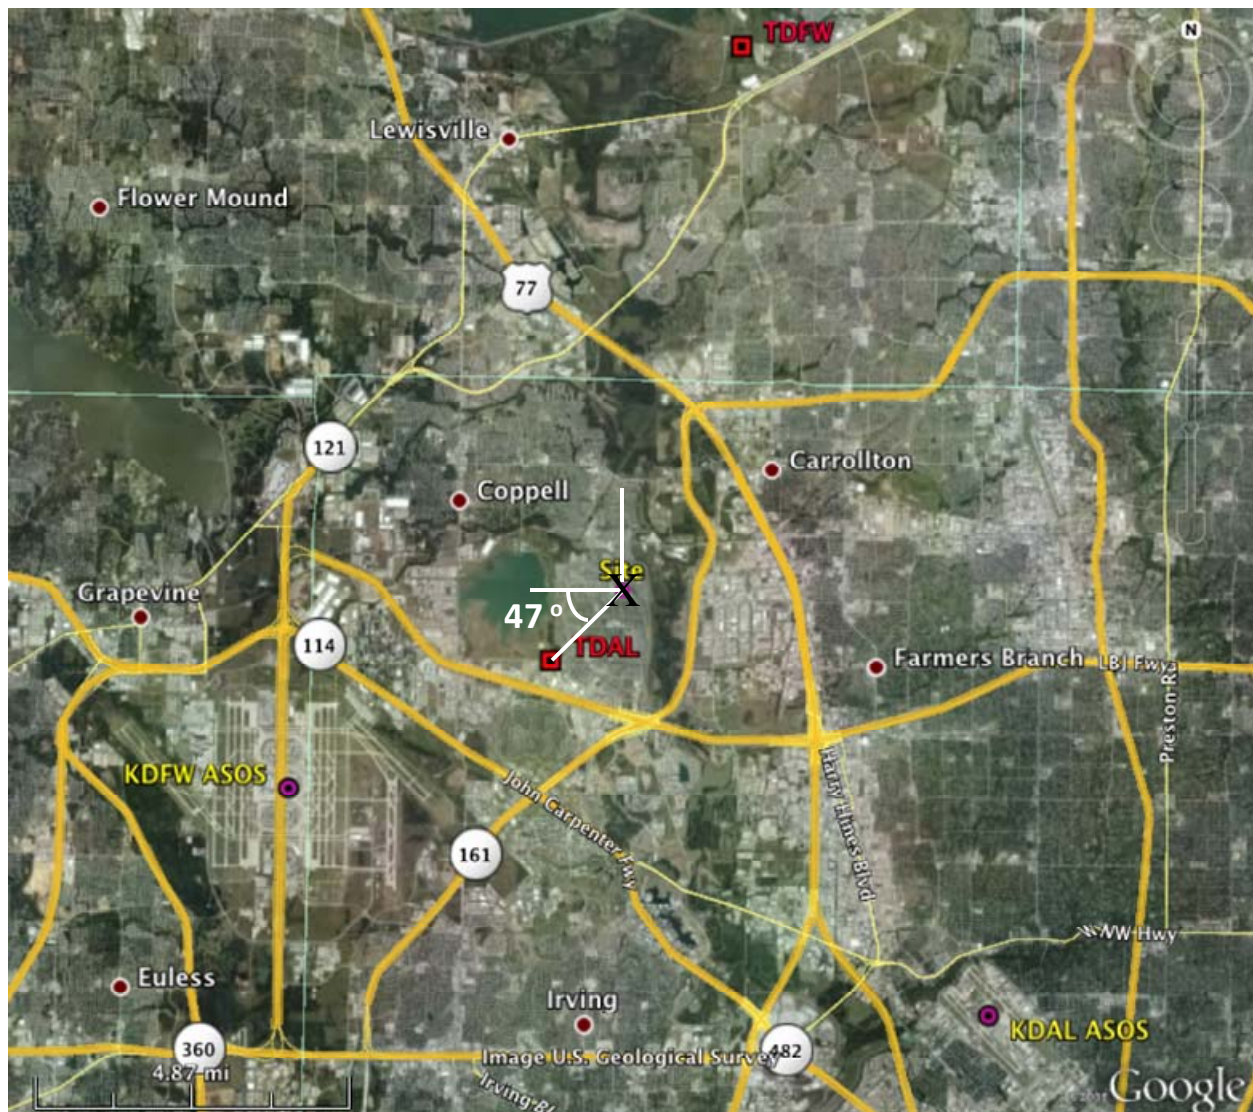 N
TDFW
Lewisville
Flower Mound
77
121
Carrollton
Coppell
Site
X
Grapevine
47 o
114
TDAL
Farmers Branch
LBJ Fwy
Preston Rd
KDFW ASOS
John Carpenter Fwy
Harry Hines Blvd
161
NW Hwy
Euless
Irving
KDAL ASOS
360
482
Image U.S. Geological Survey
4.87 mi
Google